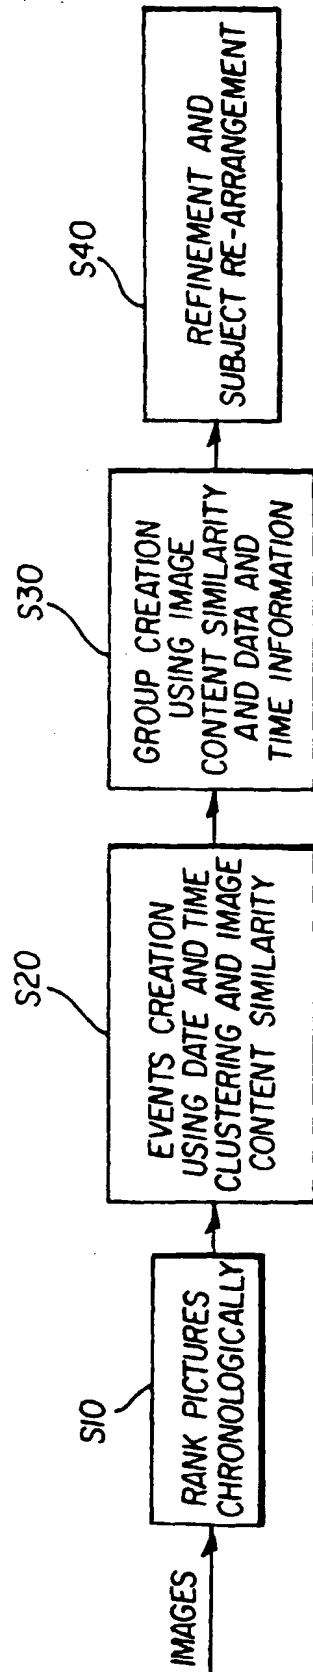 IMAGES
S10
RANK PICTURES
CHRONOLOGICALLY
S20
EVENTS CREATION
USING DATE AND TIME
CLUSTERING AND IMAGE
CONTENT SIMILARITY
S30
GROUP CREATION
USING IMAGE
CONTENT SIMILARITY
AND DATA AND
TIME INFORMATION
S40
REFINEMENT AND
SUBJECT RE-ARRANGEMENT